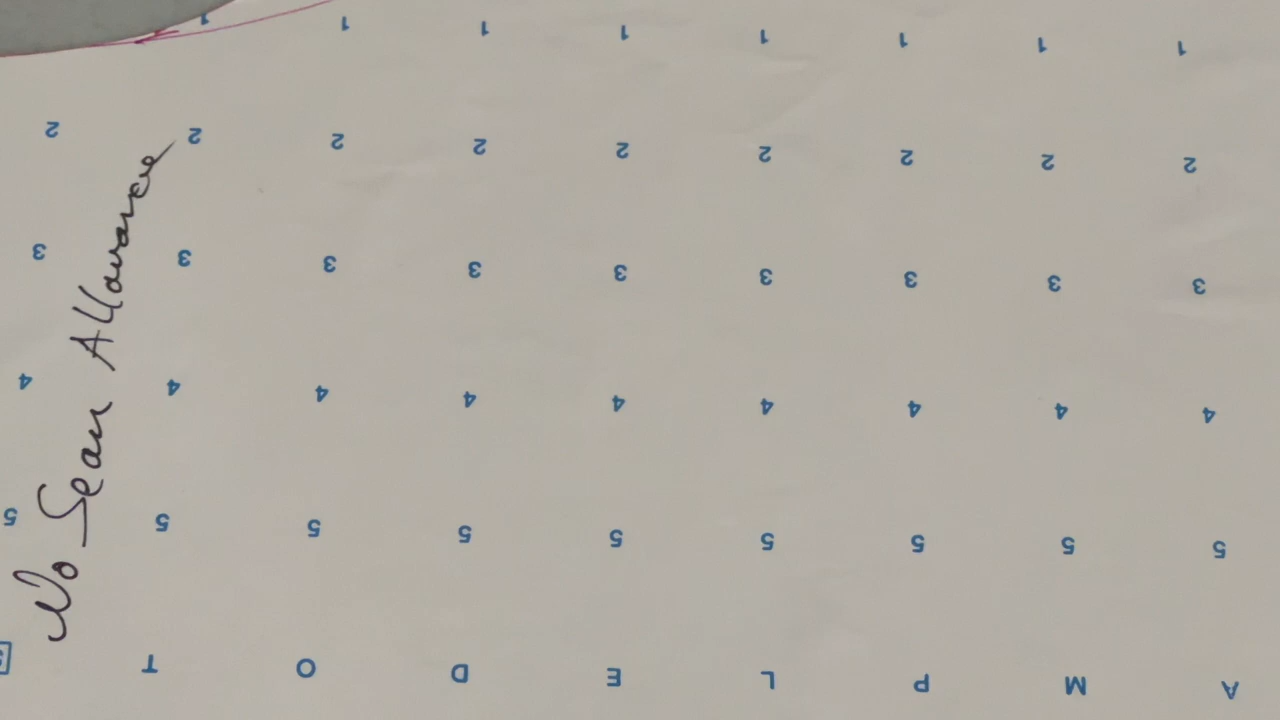 A M P L E D O T
5 5 5 5 5 5 5 5 5
4 4 4 4 4 4 4 4 4
3 3 3 3 3 3 3 3 3
2 2 2 2 2 2 2 2 2
1 1 1 1 1 1 1 1
No Seam Allowance